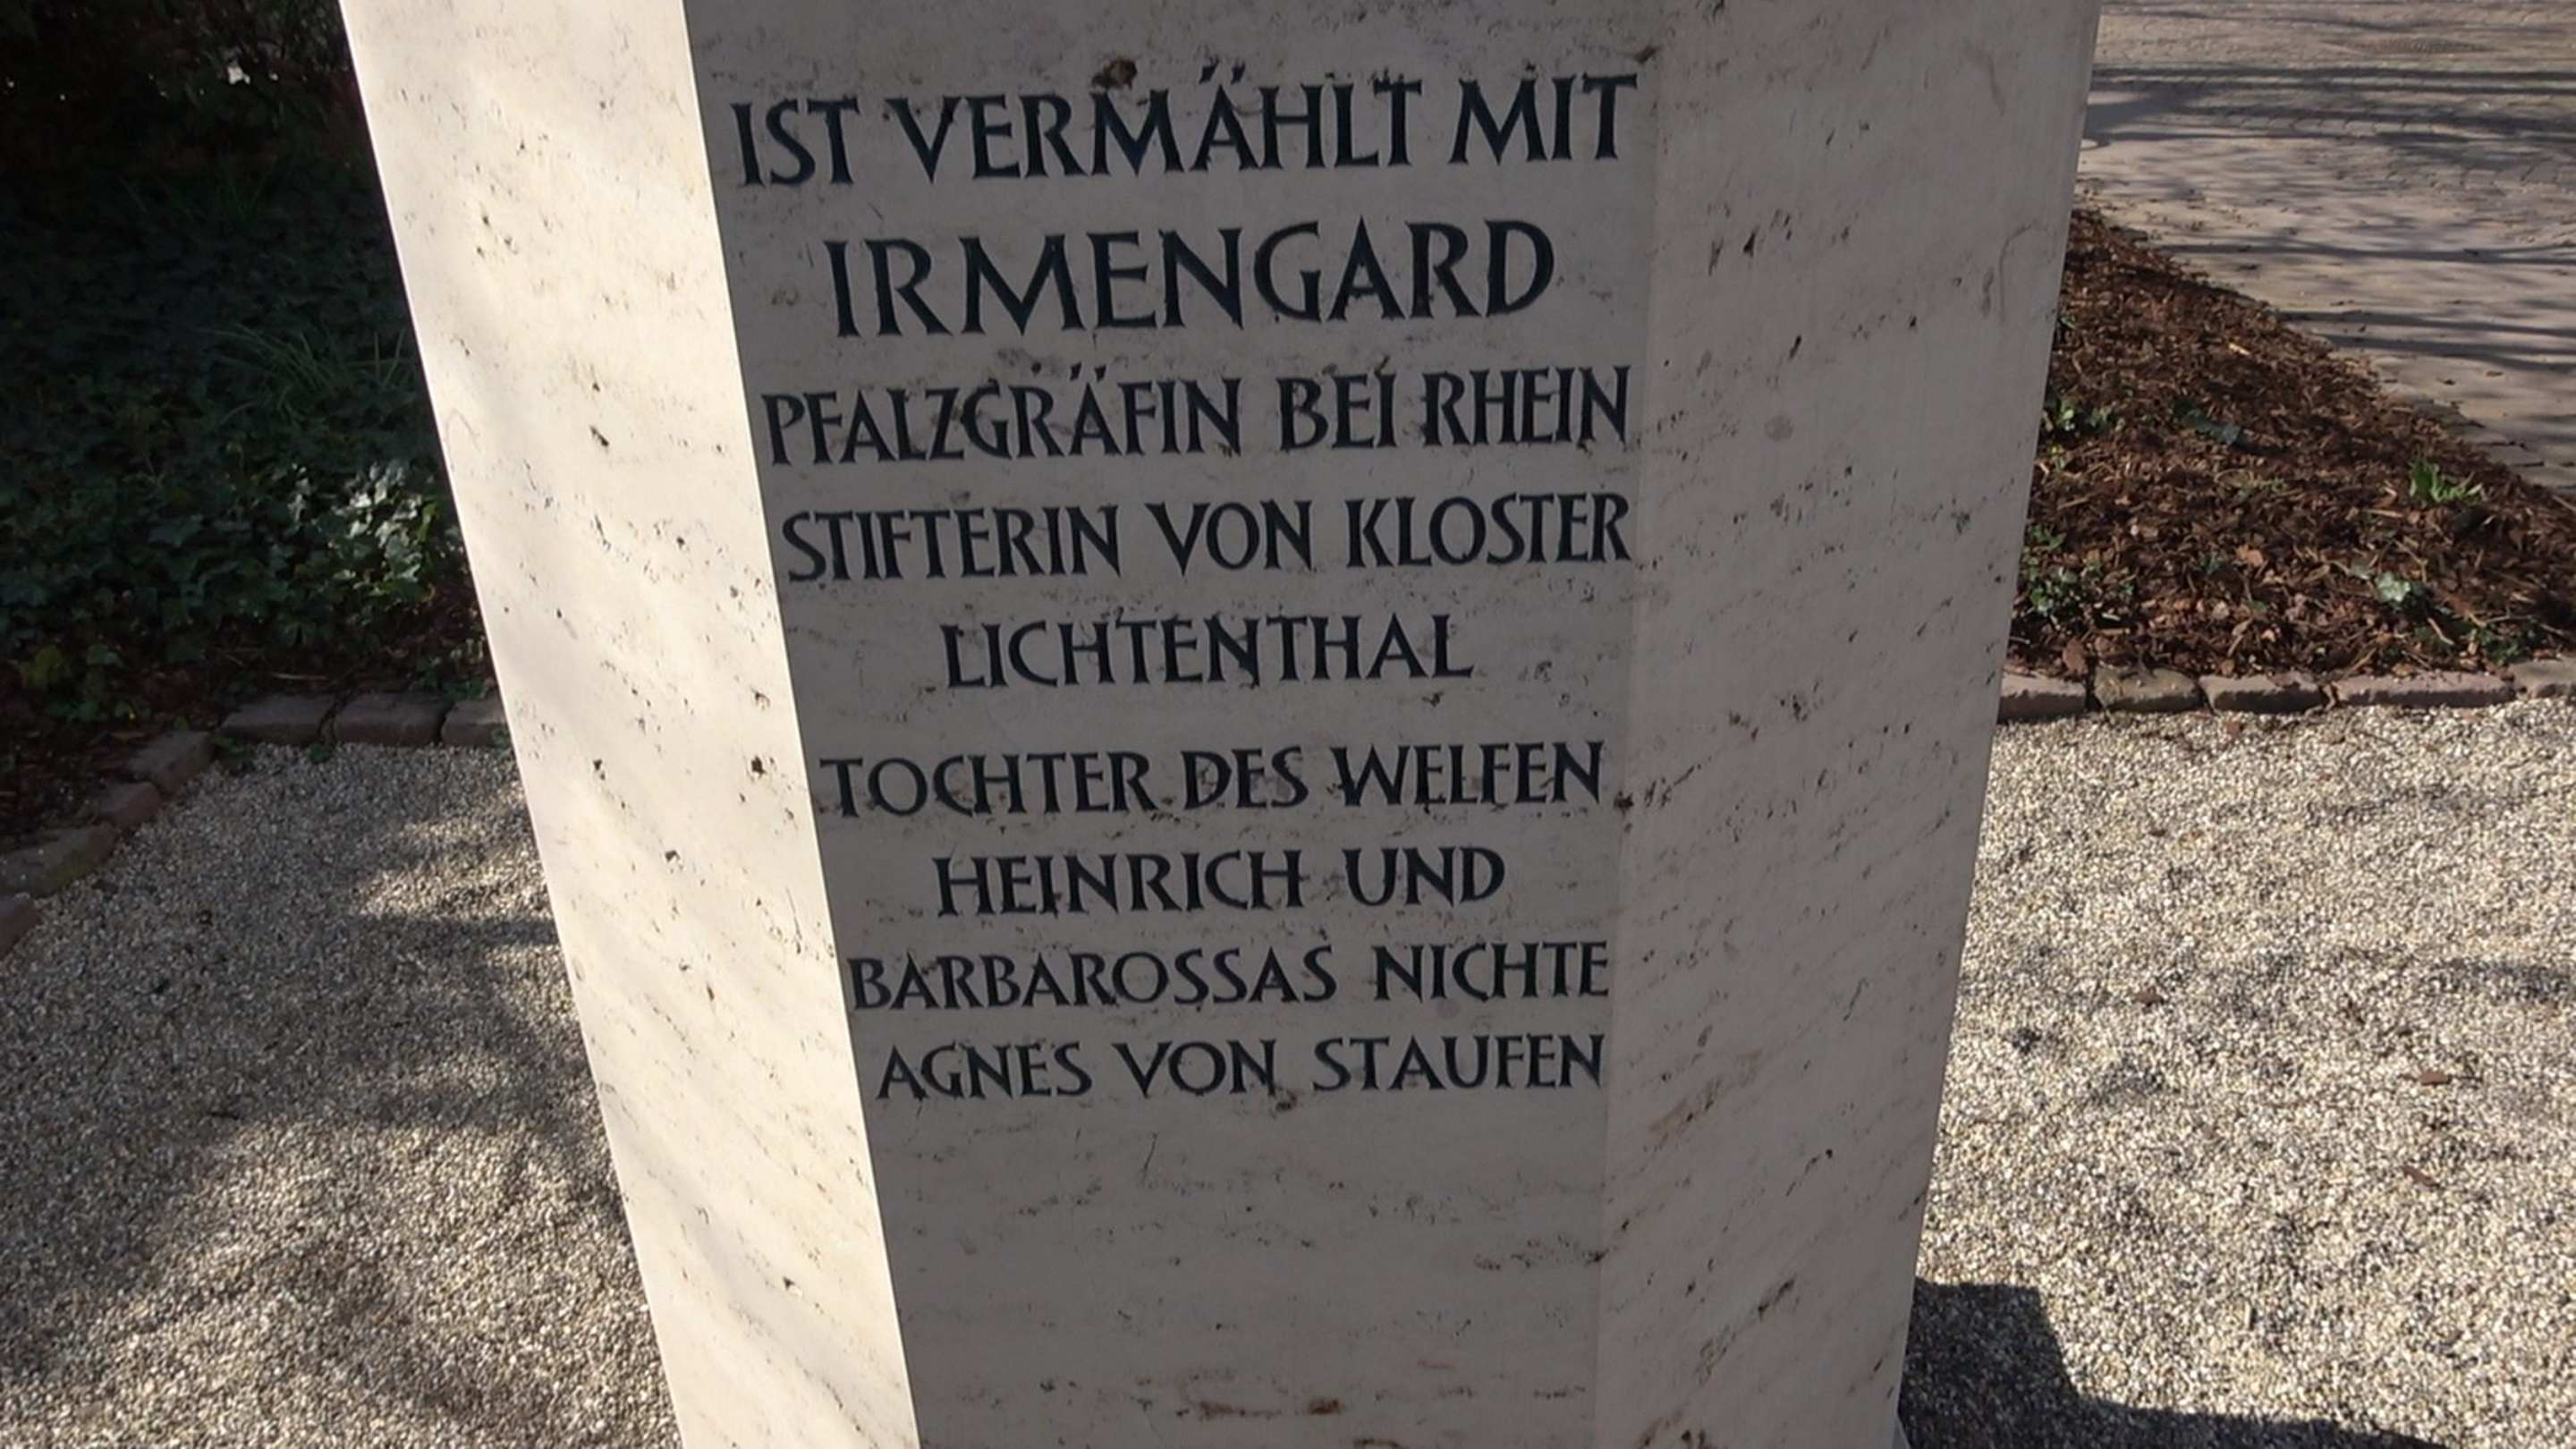 IST VERMÄHLT MIT
IRMENGARD
PFALZGRÄFIN BEI RHEIN
STIFTERIN VON KLOSTER
LICHTENTHAL
TOCHTER DES WELFEN
HEINRICH UND
BARBAROSSAS NICHTE
AGNES VON STAUFEN